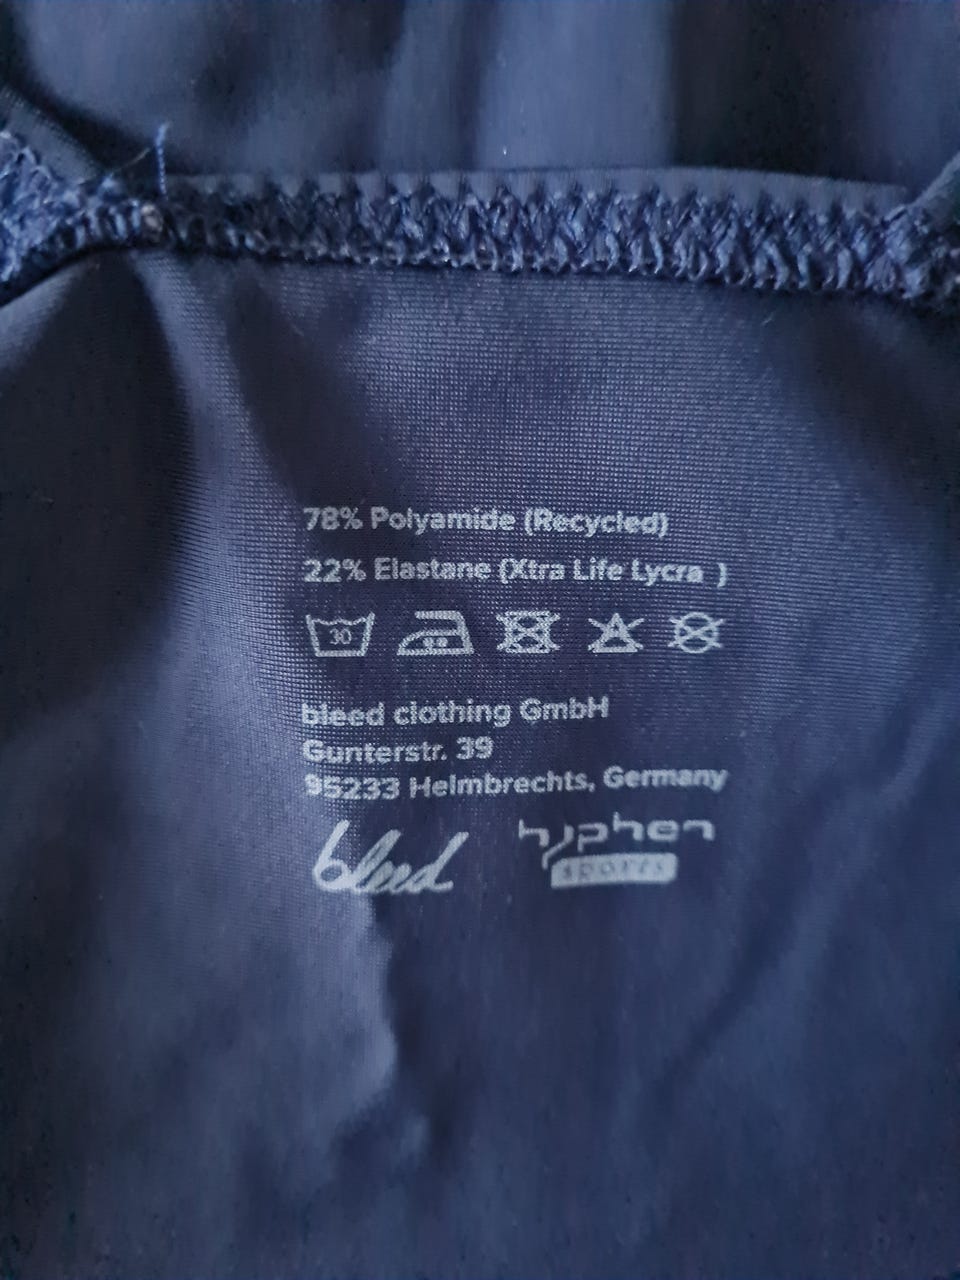 78% Polyamide (Recycled)
22% Elastane (Xtra Life Lycra )
30
bleed clothing GmbH
Gunterstr. 39
95233 Helmbrechts, Germany
bleed
hyphen
sports